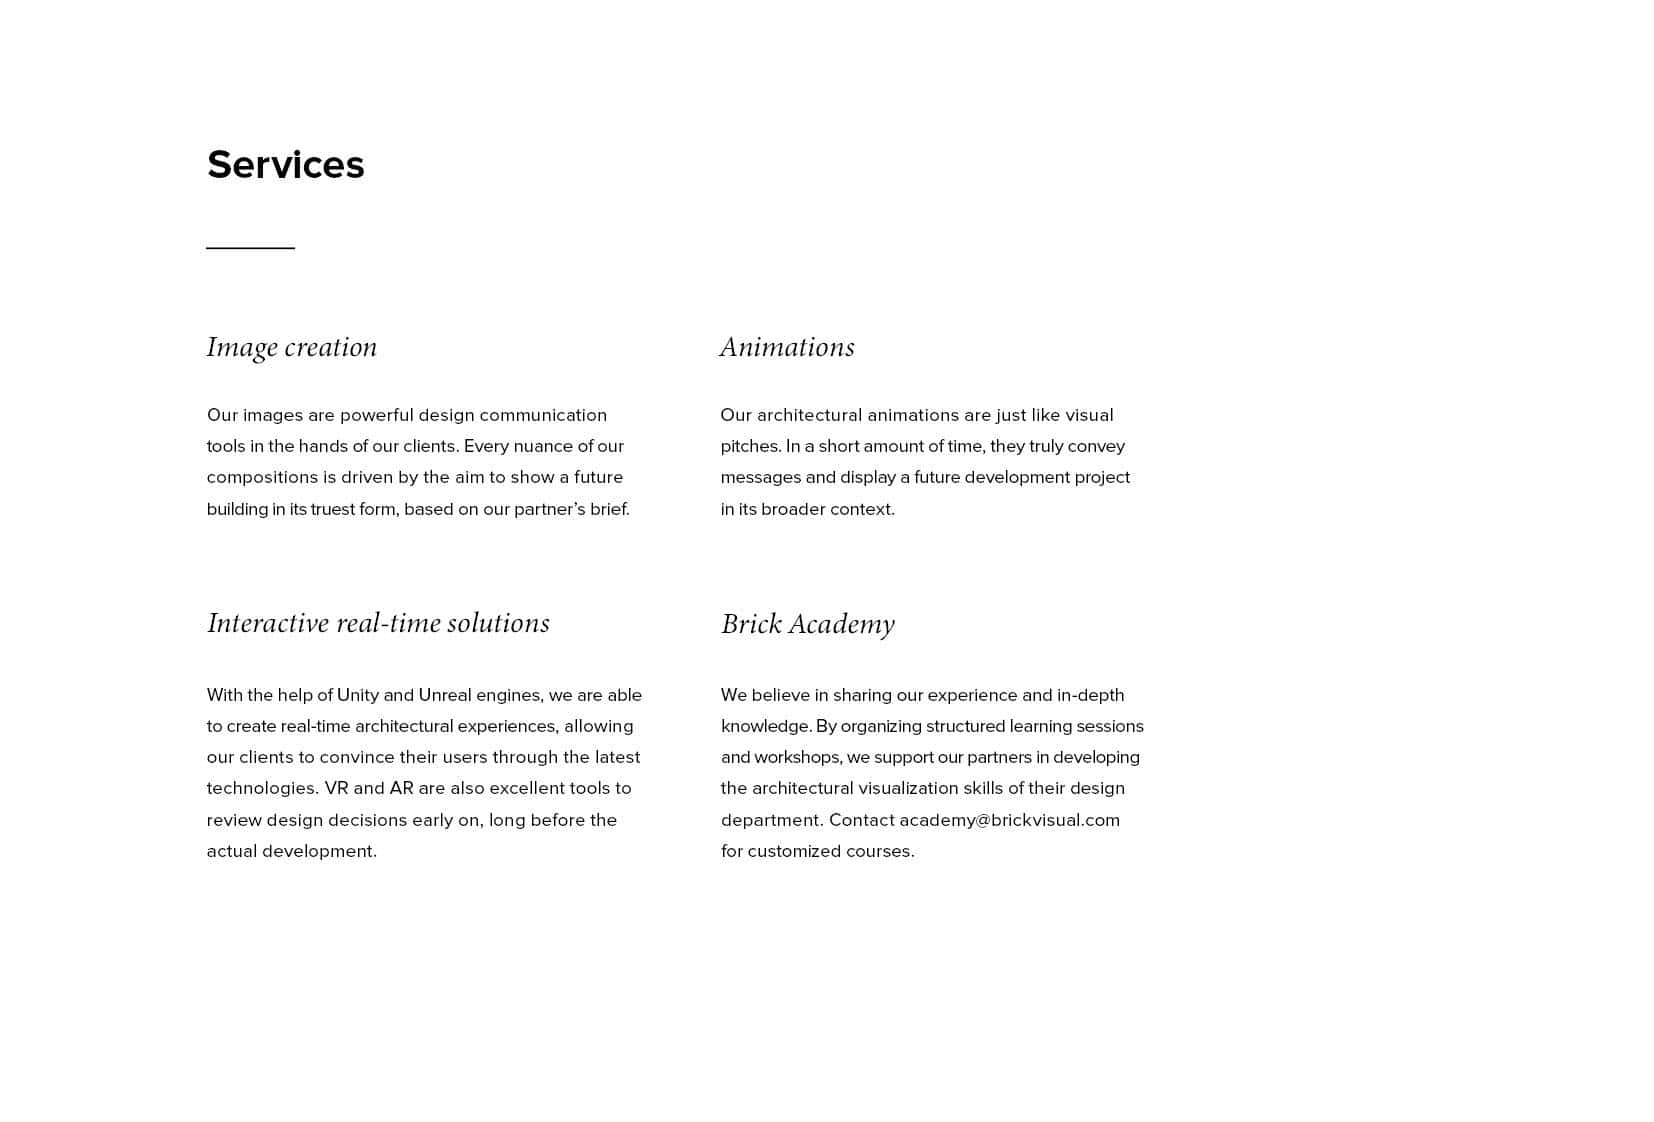 Services
Image creation
Our images are powerful design communication
tools in the hands of our clients. Every nuance of our
compositions is driven by the aim to show a future
building in its truest form, based on our partner’s brief.
Animations
Our architectural animations are just like visual
pitches. In a short amount of time, they truly convey
messages and display a future development project
in its broader context.
Interactive real-time solutions
With the help of Unity and Unreal engines, we are able
to create real-time architectural experiences, allowing
our clients to convince their users through the latest
technologies. VR and AR are also excellent tools to
review design decisions early on, long before the
actual development.
Brick Academy
We believe in sharing our experience and in-depth
knowledge. By organizing structured learning sessions
and workshops, we support our partners in developing
the architectural visualization skills of their design
department. Contact academy@brickvisual.com
for customized courses.